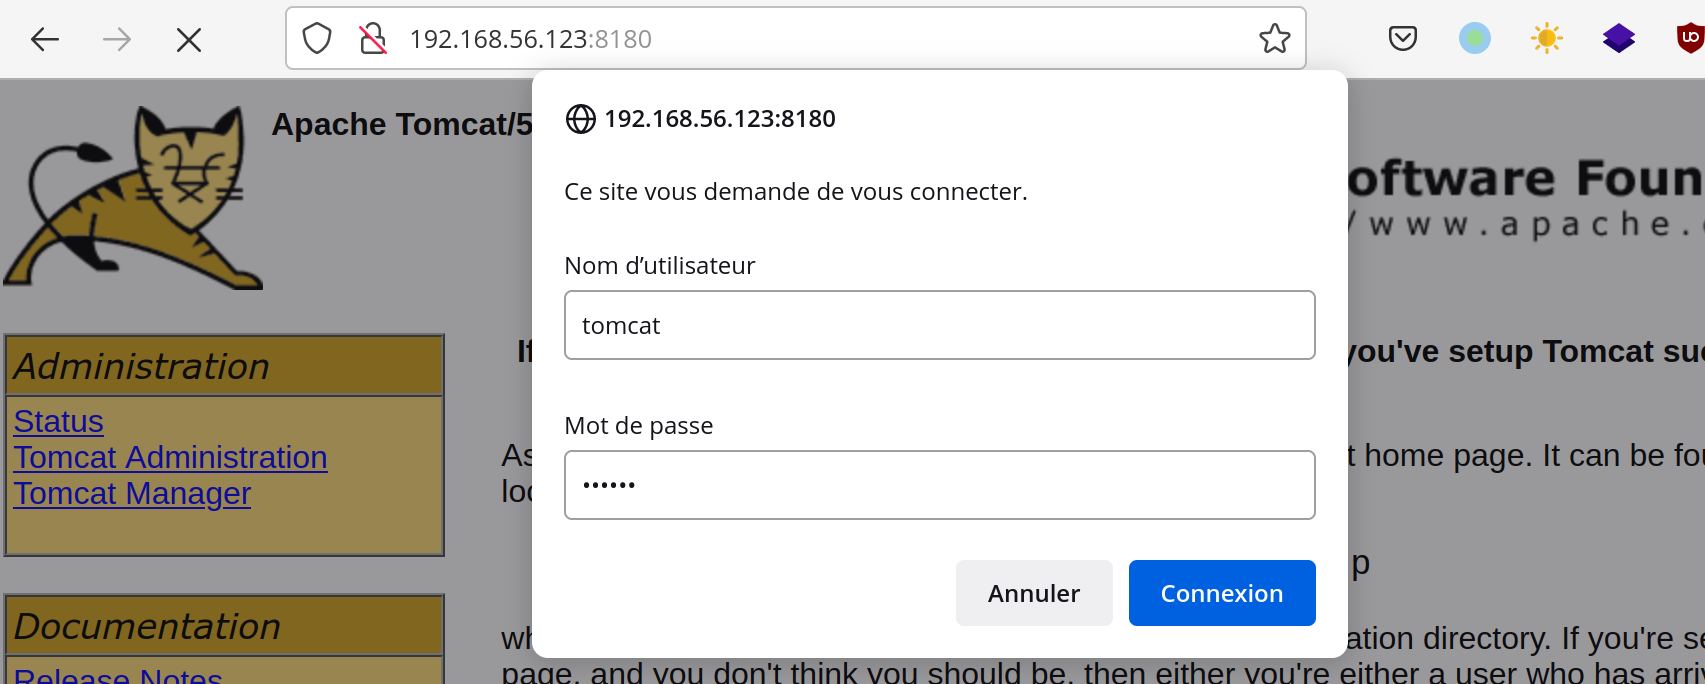 192.168.56.123:8180
192.168.56.123:8180
Apache Tomcat/5
Ce site vous demande de vous connecter.
oftware Foun
/www.apache.
Nom d’utilisateur
tomcat
Administration
If
you've setup Tomcat suc
Status
Tomcat Administration
Tomcat Manager
Mot de passe
••••••
As
t home page. It can be fou
loc
p
Annuler
Connexion
Documentation
wh
ation directory. If you're se
Release Notes
page, and you don't think you should be, then either you're either a user who has arri